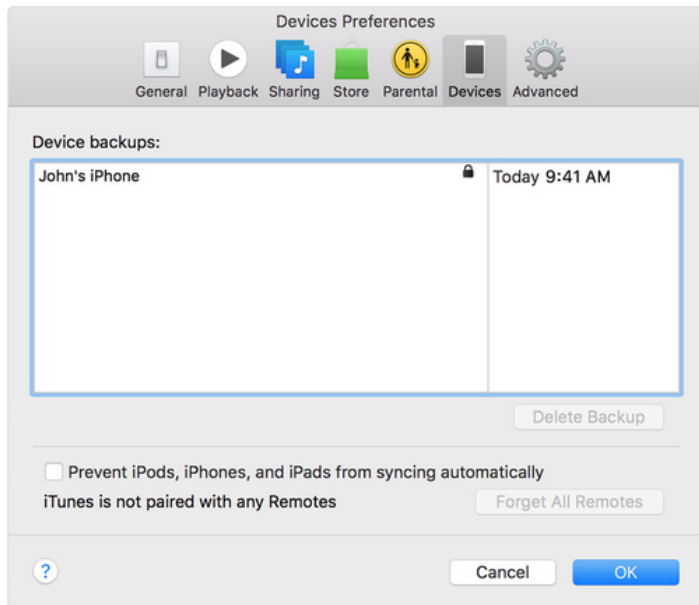 Devices Preferences
General Playback Sharing Store Parental Devices Advanced
Device backups:
John's iPhone Today 9:41 AM
Delete Backup
Prevent iPods, iPhones, and iPads from syncing automatically
iTunes is not paired with any Remotes Forget All Remotes
? Cancel OK